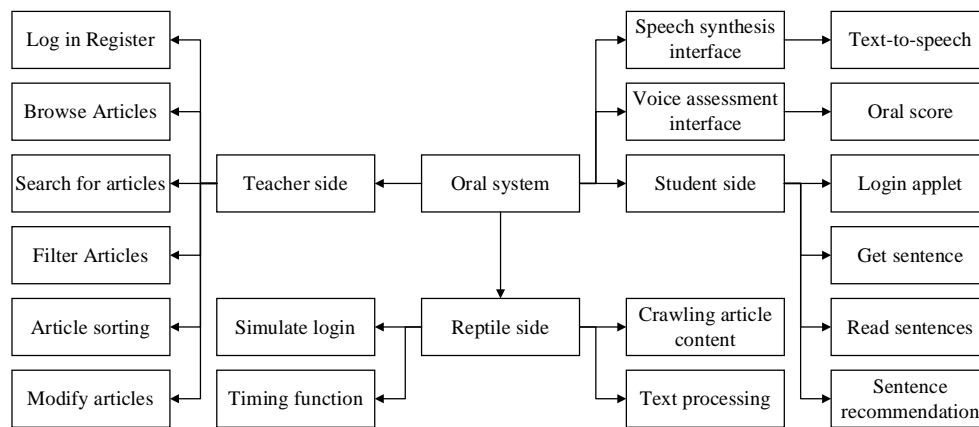 Log in Register
Browse Articles
Search for articles
Filter Articles
Article sorting
Modify articles
Teacher side
Simulate login
Timing function
Oral system
Reptile side
Speech synthesis
interface
Voice assessment
interface
Student side
Crawling article
content
Text processing
Text-to-speech
Oral score
Login applet
Get sentence
Read sentences
Sentence
recommendation